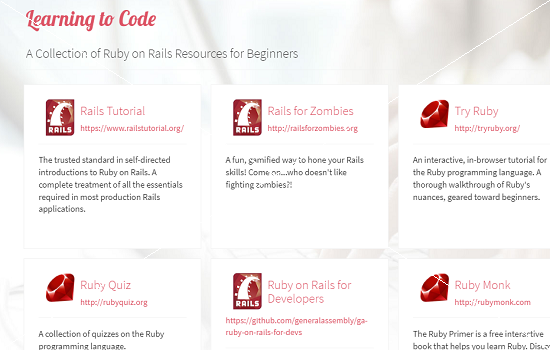 Learning to Code
A Collection of Ruby on Rails Resources for Beginners
RAILS
Rails Tutorial
https://www.railstutorial.org/
The trusted standard in self-directed
introductions to Ruby on Rails. A
complete treatment of all the essentials
required in most production Rails
applications.
RAILS
Rails for Zombies
http://railsforzombies.org
A fun, gamified way to hone your Rails
skills! Come on...who doesn't like
fighting zombies?!
Try Ruby
http://tryruby.org/
An interactive, in-browser tutorial for
the Ruby programming language. A
thorough walkthrough of Ruby's
nuances, geared toward beginners.
Ruby Quiz
http://rubyquiz.org
A collection of quizzes on the Ruby
programming language.
RAILS
Ruby on Rails for
Developers
https://github.com/generalassembly/ga-
ruby-on-rails-for-devs
Ruby Monk
http://rubymonk.com
The Ruby Primer is a free interactive
book that helps you learn Ruby.